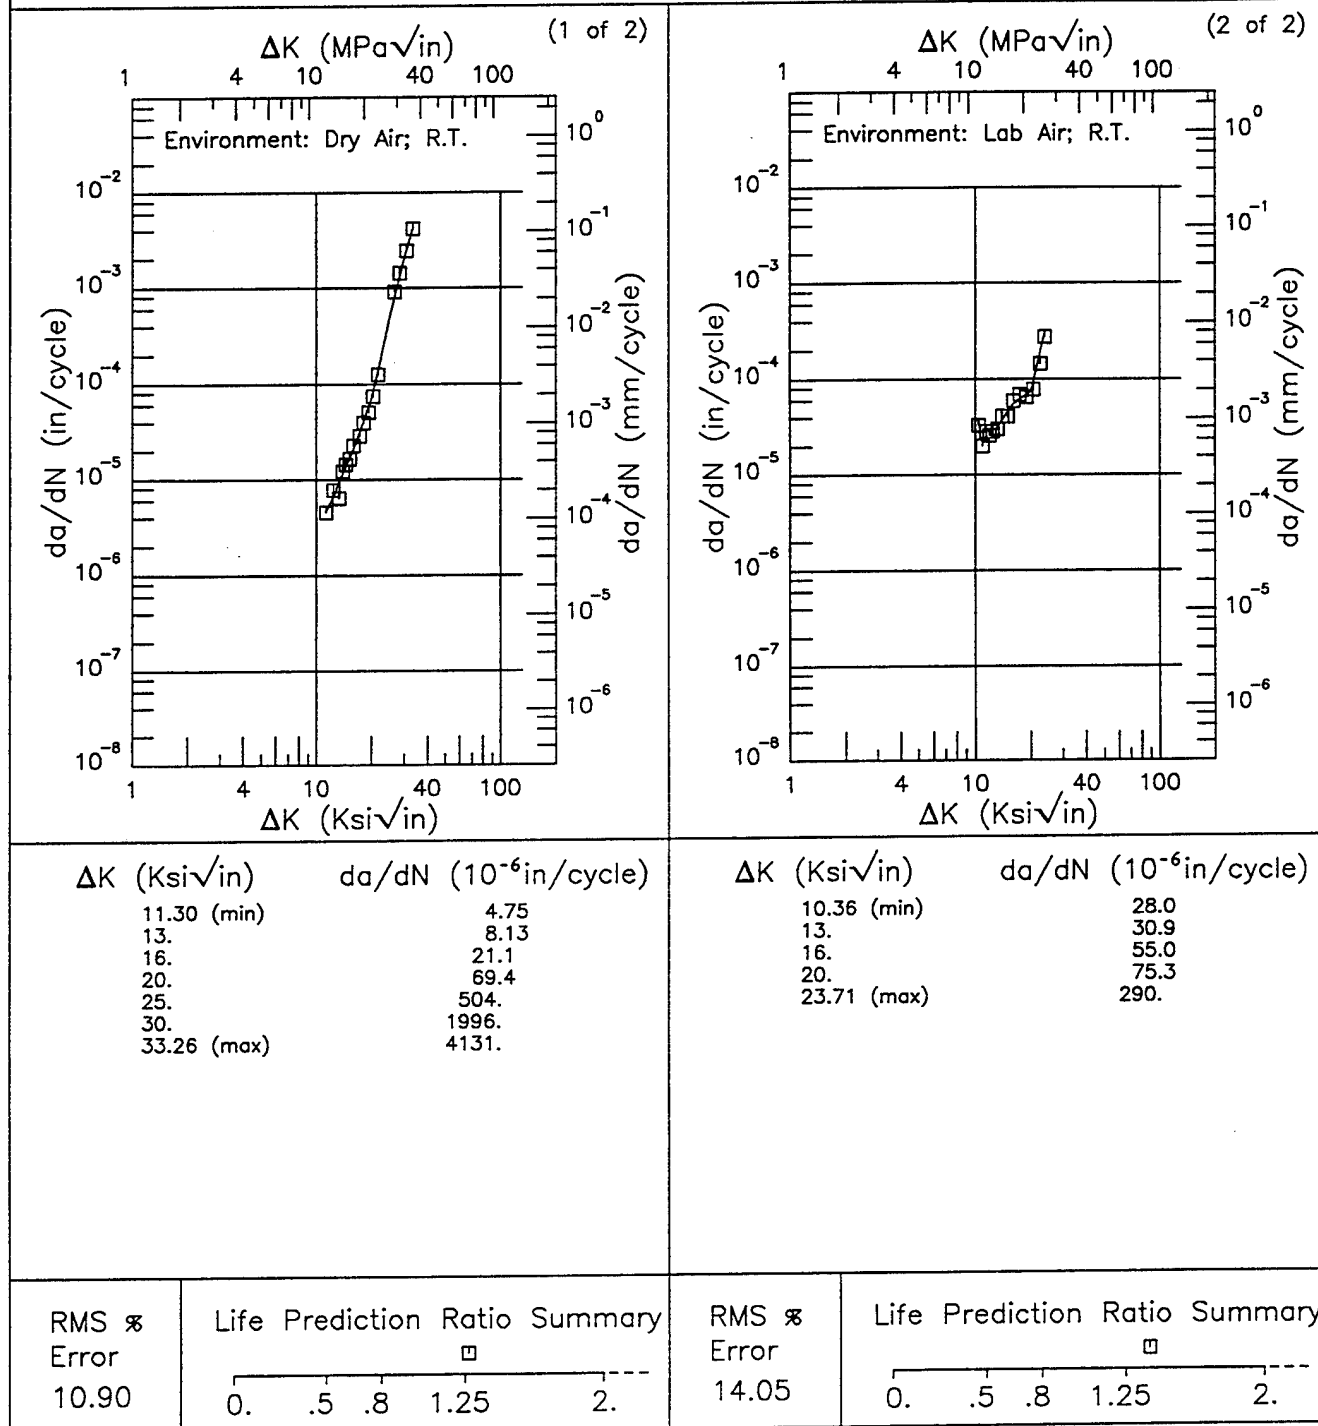 (1 of 2)
ΔK (MPa√in)
1 4 10 40 100
Environment: Dry Air; R.T.
10⁻²
10⁻³
10⁻⁴
10⁻⁵
10⁻⁶
10⁻⁷
10⁻⁸
da/dN (in/cycle)
10⁰
10⁻¹
10⁻²
10⁻³
10⁻⁴
10⁻⁵
10⁻⁶
da/dN (mm/cycle)
1 4 10 40 100
ΔK (Ksi√in)
ΔK (Ksi√in) da/dN (10⁻⁶in/cycle)
11.30 (min) 4.75
13. 8.13
16. 21.1
20. 69.4
25. 504.
30. 1996.
33.26 (max) 4131.
RMS %
Error
10.90
Life Prediction Ratio Summary
0. .5 .8 1.25 2.
(2 of 2)
ΔK (MPa√in)
1 4 10 40 100
Environment: Lab Air; R.T.
10⁻²
10⁻³
10⁻⁴
10⁻⁵
10⁻⁶
10⁻⁷
10⁻⁸
da/dN (in/cycle)
10⁰
10⁻¹
10⁻²
10⁻³
10⁻⁴
10⁻⁵
10⁻⁶
da/dN (mm/cycle)
1 4 10 40 100
ΔK (Ksi√in)
ΔK (Ksi√in) da/dN (10⁻⁶in/cycle)
10.36 (min) 28.0
13. 30.9
16. 55.0
20. 75.3
23.71 (max) 290.
RMS %
Error
14.05
Life Prediction Ratio Summary
0. .5 .8 1.25 2.